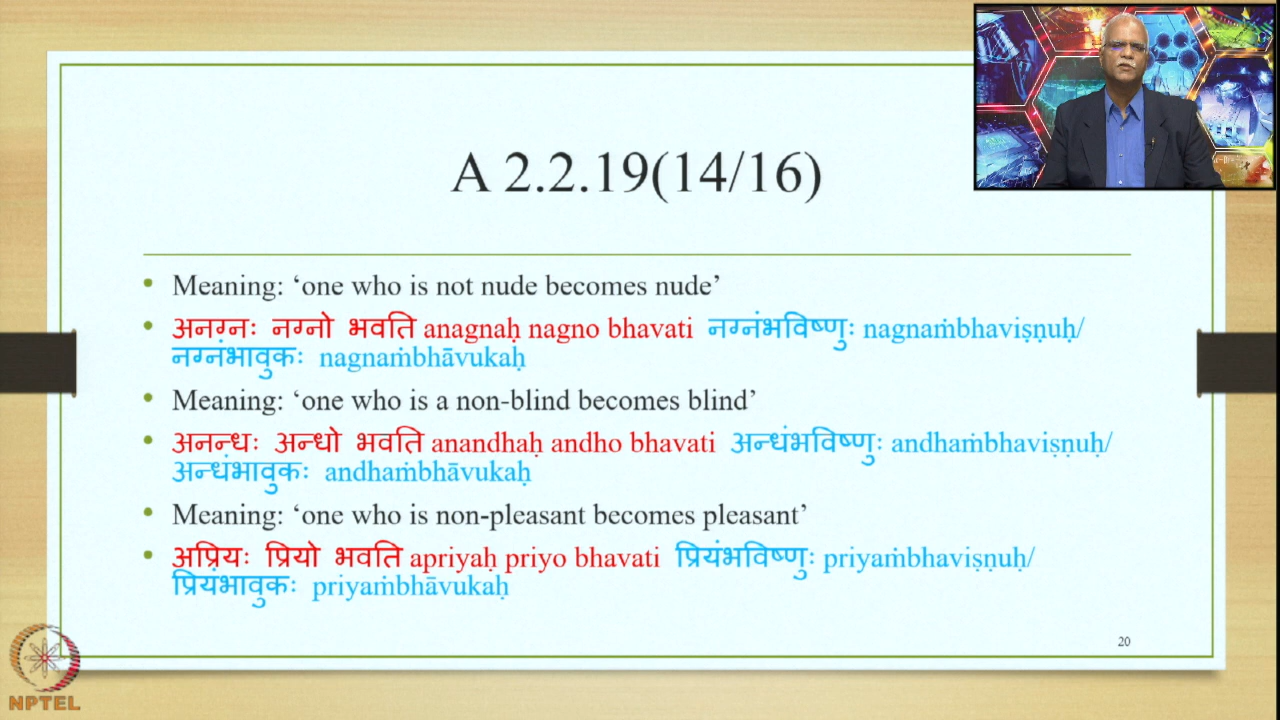 A 2.2.19(14/16)
• Meaning: ‘one who is not nude becomes nude’
• अनग्नः नग्नो भवति anagnaḥ nagno bhavati नग्नंभविष्णुः nagnaṁbhaviṣṇuḥ/
नग्नंभावुकः nagnaṁbhāvukaḥ
• Meaning: ‘one who is a non-blind becomes blind’
• अनन्धः अन्धो भवति anandhaḥ andho bhavati अन्धंभविष्णुः andhaṁbhaviṣṇuḥ/
अन्धंभावुकः andhaṁbhāvukaḥ
• Meaning: ‘one who is non-pleasant becomes pleasant’
• अप्रियः प्रियो भवति apriyaḥ priyo bhavati प्रियंभविष्णुः priyaṁbhaviṣṇuḥ/
प्रियंभावुकः priyaṁbhāvukaḥ
20
NPTEL